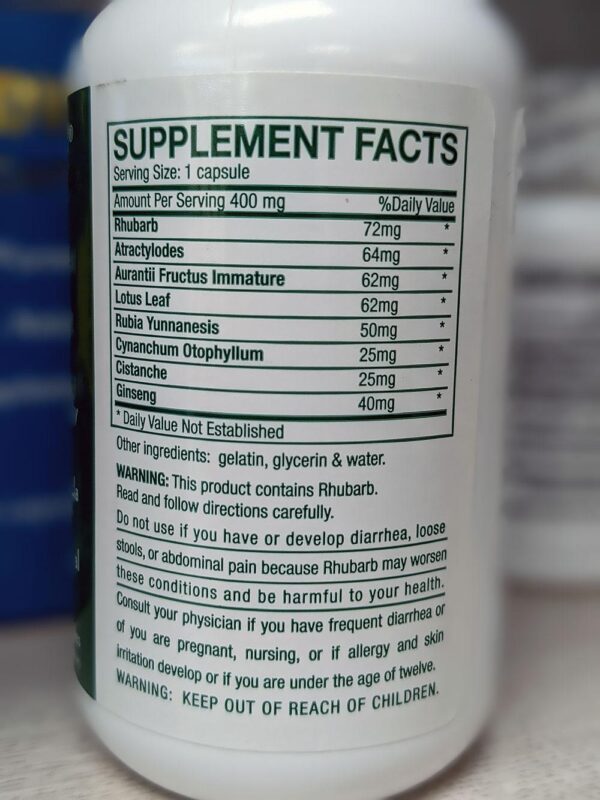 SUPPLEMENT FACTS
Serving Size: 1 capsule
Amount Per Serving 400 mg %Daily Value
Rhubarb 72mg *
Atractylodes 64mg *
Aurantii Fructus Immature 62mg *
Lotus Leaf 62mg *
Rubia Yunnanesis 50mg *
Cynanchum Otophyllum 25mg *
Cistanche 25mg *
Ginseng 40mg *
* Daily Value Not Established
Other ingredients: gelatin, glycerin & water.
WARNING: This product contains Rhubarb.
Read and follow directions carefully.
Do not use if you have or develop diarrhea, loose
stools, or abdominal pain because Rhubarb may worsen
these conditions and be harmful to your health.
Consult your physician if you have frequent diarrhea or
of you are pregnant, nursing, or if allergy and skin
irritation develop or if you are under the age of twelve.
WARNING: KEEP OUT OF REACH OF CHILDREN.